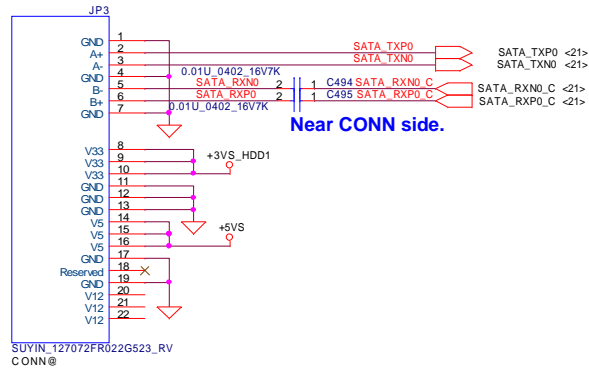 JP3
GND 1
A+ 2 SATA_TXP0 SATA_TXP0 <21>
A- 3 SATA_TXN0 SATA_TXN0 <21>
GND 4 0.01U_0402_16V7K
B- 5 SATA_RXN0 2 1 C494 SATA_RXN0_C SATA_RXN0_C <21>
B+ 6 SATA_RXP0 2 1 C495 SATA_RXP0_C SATA_RXP0_C <21>
GND 7 0.01U_0402_16V7K
Near CONN side.
V33 8
V33 9 +3VS_HDD1
V33 10
GND 11
GND 12
GND 13
V5 14 +5VS
V5 15
V5 16
GND 17
Reserved 18
GND 19
V12 20
V12 21
V12 22
SUYIN_127072FR022G523_RV
CONN@